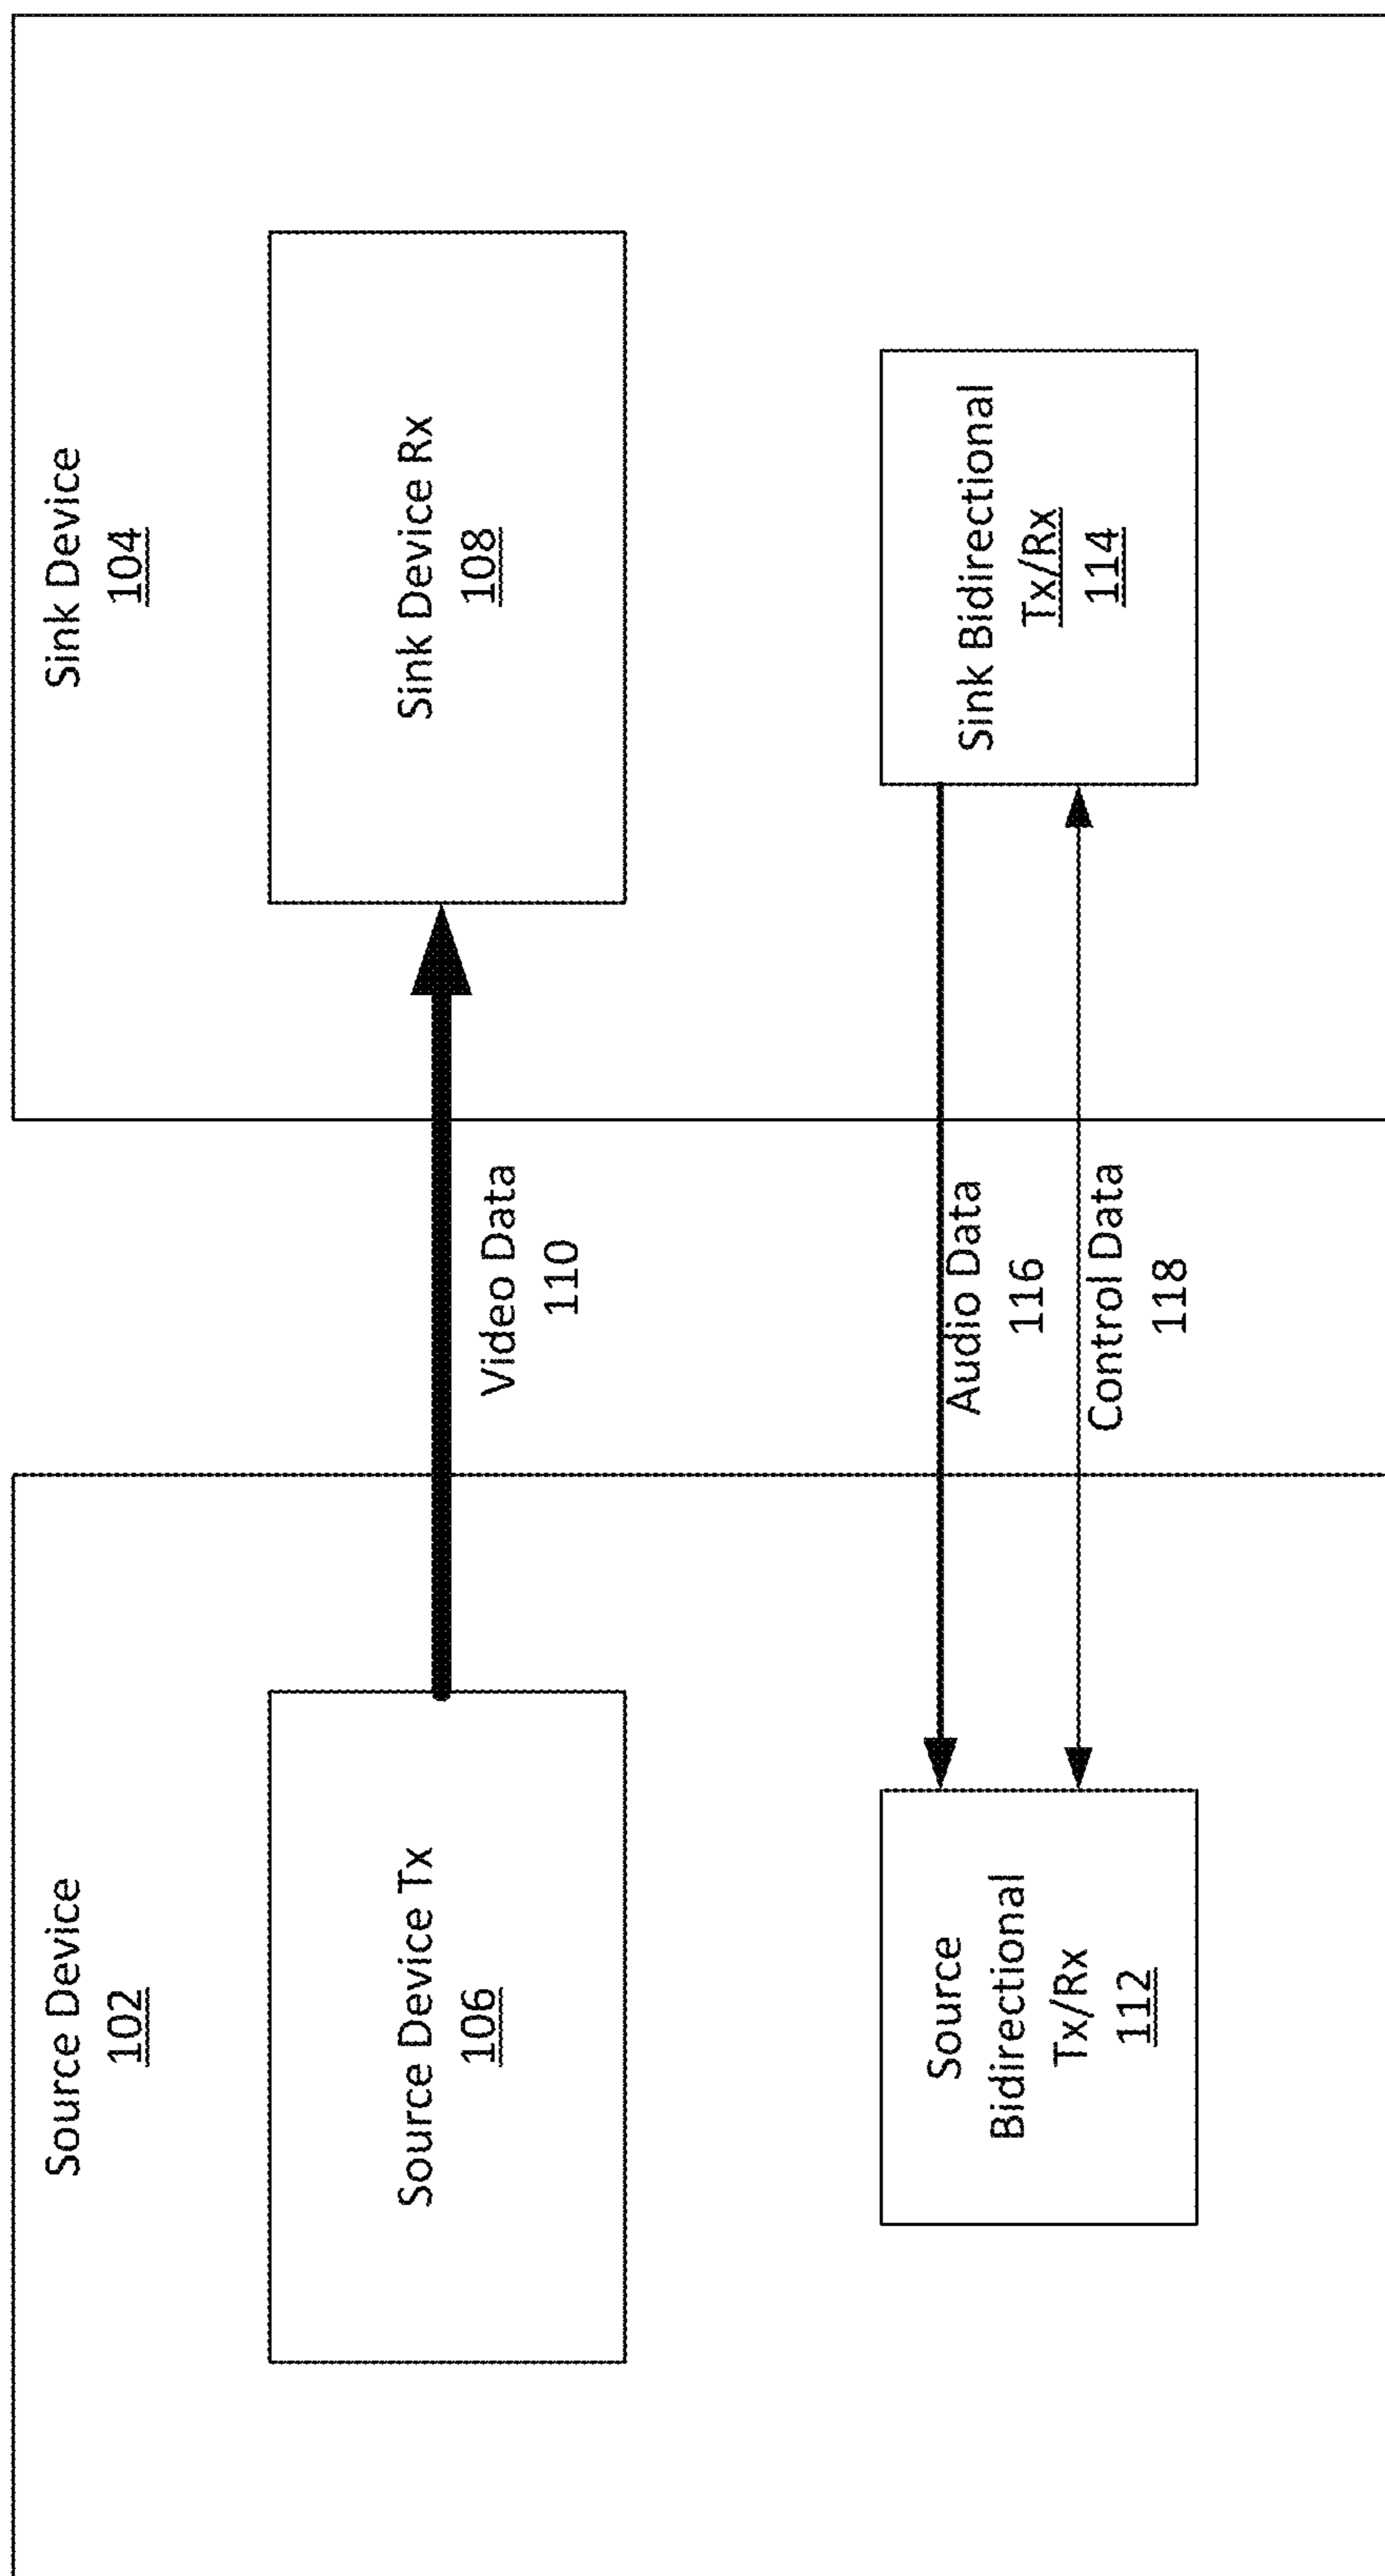 Source Device
102
Source Device Tx
106
Source
Bidirectional
Tx/Rx
112
Video Data
110
Audio Data
116
Control Data
118
Sink Device
104
Sink Device Rx
108
Sink Bidirectional
Tx/Rx
114